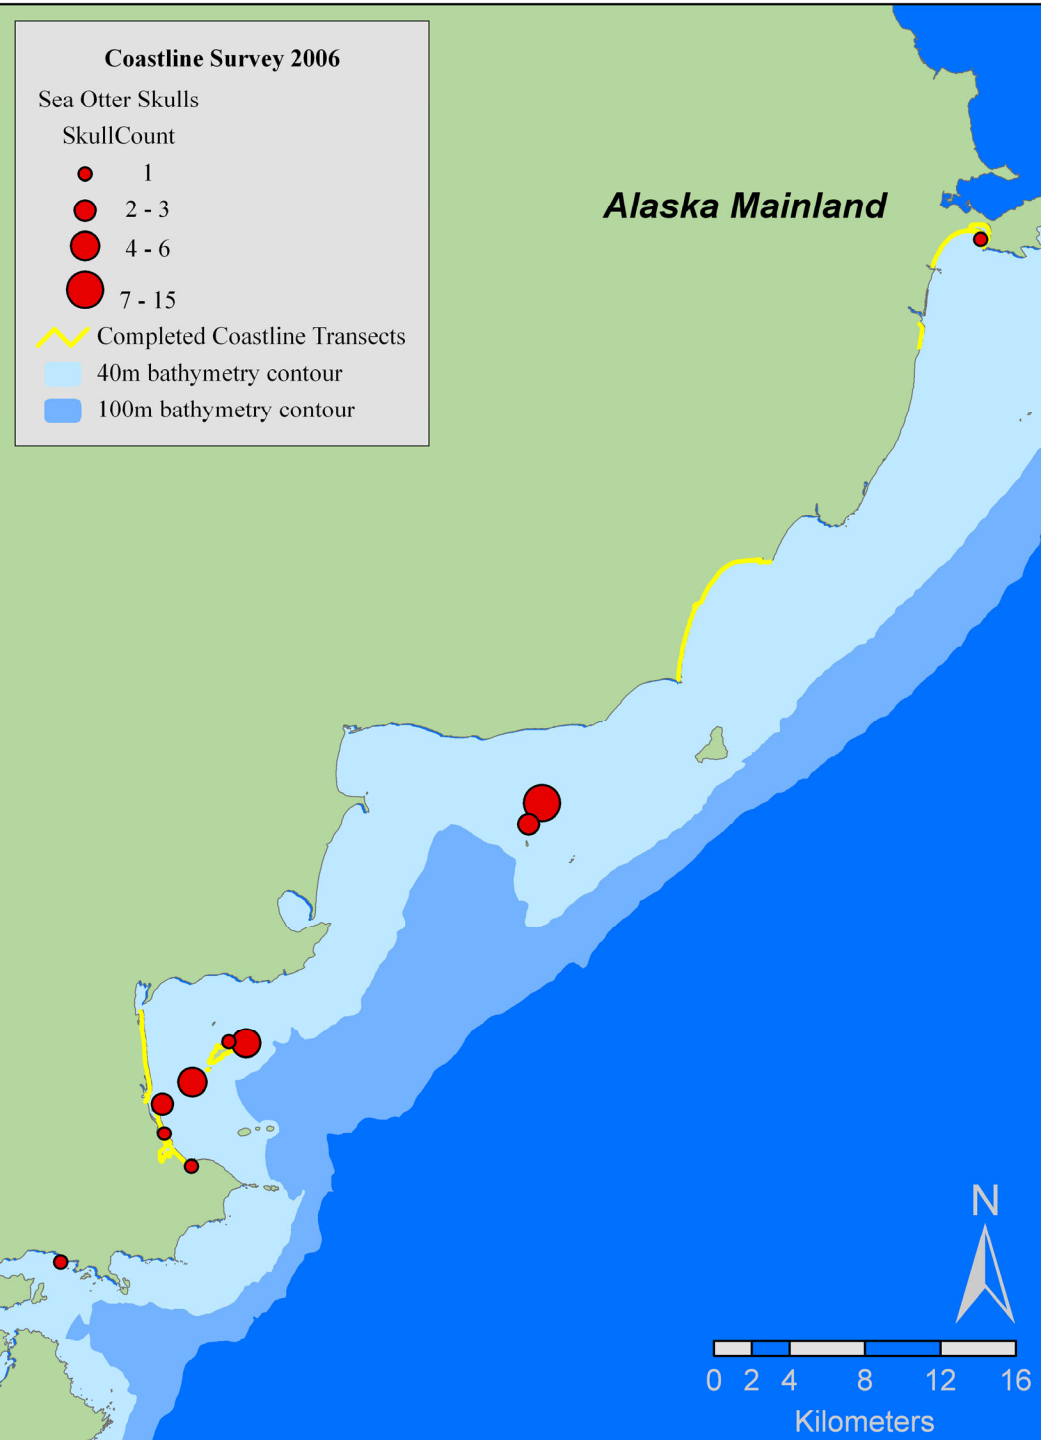 Coastline Survey 2006
Sea Otter Skulls
SkullCount
1
2 - 3
4 - 6
7 - 15
Completed Coastline Transects
40m bathymetry contour
100m bathymetry contour
Alaska Mainland
N
0 2 4 8 12 16
Kilometers